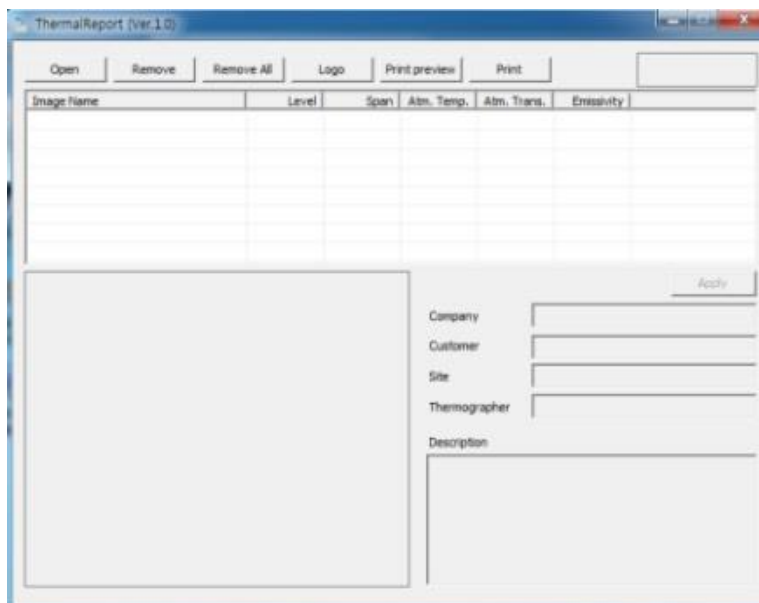 ThermalReport (Ver.1.0)
Open Remove Remove All Logo Print preview Print
Image Name Level Span Atm. Temp. Atm. Trans. Emissivity
Apply
Company
Customer
Site
Thermographer
Description